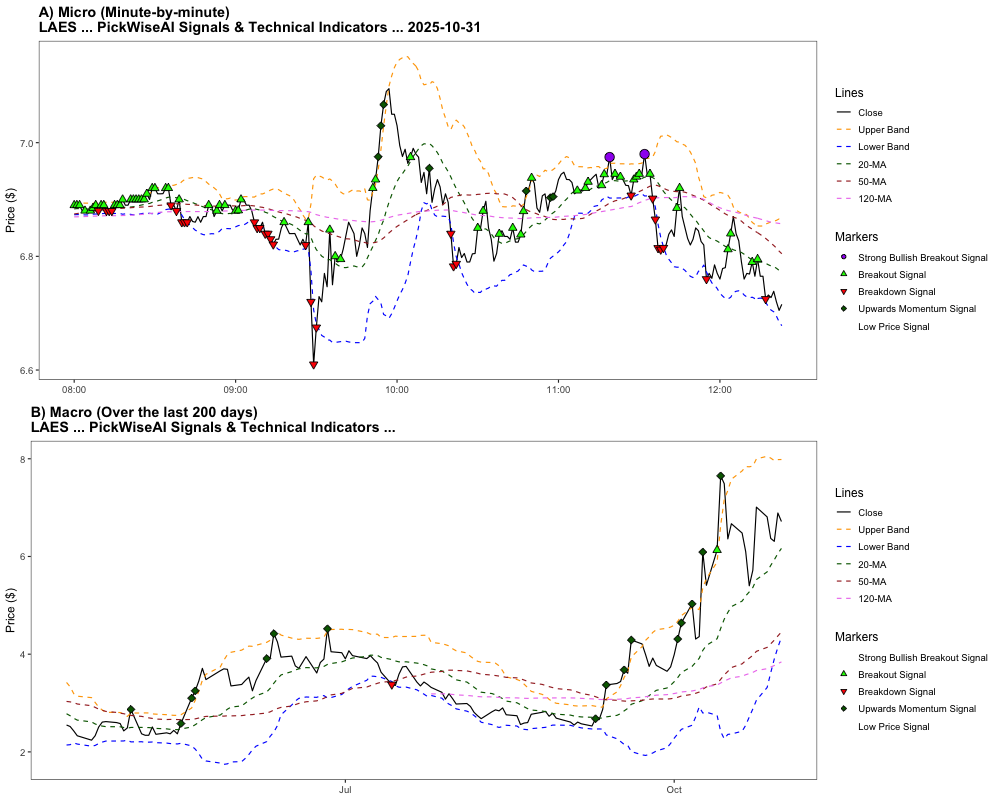 A) Micro (Minute-by-minute)
LAES ... PickWiseAI Signals & Technical Indicators ... 2025-10-31
Price ($)
7.0
6.8
6.6
08:00
09:00
10:00
11:00
12:00
Lines
Close
Upper Band
Lower Band
20-MA
50-MA
120-MA
Markers
Strong Bullish Breakout Signal
Breakout Signal
Breakdown Signal
Upwards Momentum Signal
Low Price Signal
B) Macro (Over the last 200 days)
LAES ... PickWiseAI Signals & Technical Indicators ...
Price ($)
8
6
4
2
Jul
Oct
Lines
Close
Upper Band
Lower Band
20-MA
50-MA
120-MA
Markers
Strong Bullish Breakout Signal
Breakout Signal
Breakdown Signal
Upwards Momentum Signal
Low Price Signal